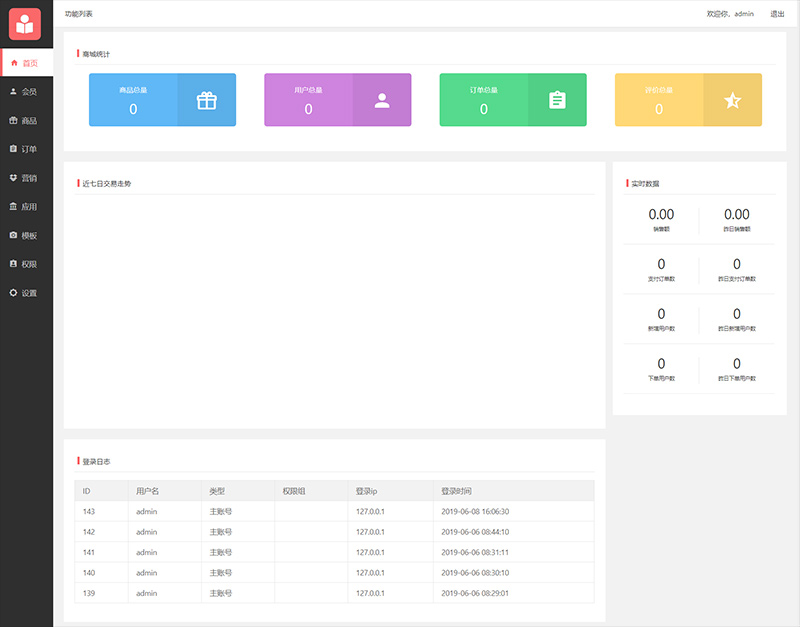 功能列表 欢迎你、admin 退出
首页
会员
商品
订单
营销
应用
模板
权限
设置
商城统计
商品总量 用户总量 订单总量 评价总量
0 0 0 0
近七日交易走势
实时数据
0.00 0.00
销售额 昨日销售额
0 0
支付订单数 昨日支付订单数
0 0
新增用户数 昨日新增用户数
0 0
下单用户数 昨日下单用户数
登录日志
ID 用户名 类型 权限组 登录ip 登录时间
143 admin 主账号 127.0.0.1 2019-06-08 16:06:30
142 admin 主账号 127.0.0.1 2019-06-06 08:44:10
141 admin 主账号 127.0.0.1 2019-06-06 08:31:11
140 admin 主账号 127.0.0.1 2019-06-06 08:30:10
139 admin 主账号 127.0.0.1 2019-06-06 08:29:01